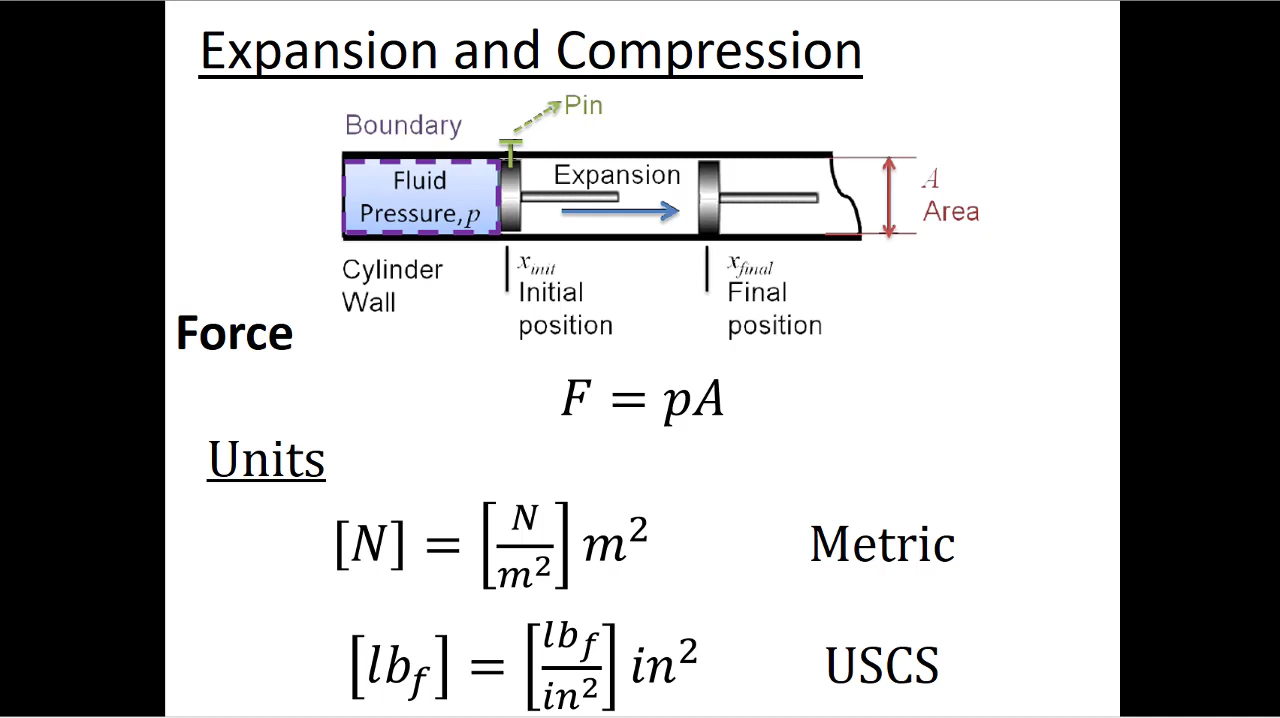 Expansion and Compression
Pin
Boundary
Fluid
Pressure, p
Expansion
A
Area
Cylinder
Wall
x_init
Initial
position
x_final
Final
position
Force
F = pA
Units
[N] = [N/m²] m² Metric
[lb_f] = [lb_f/in²] in² USCS